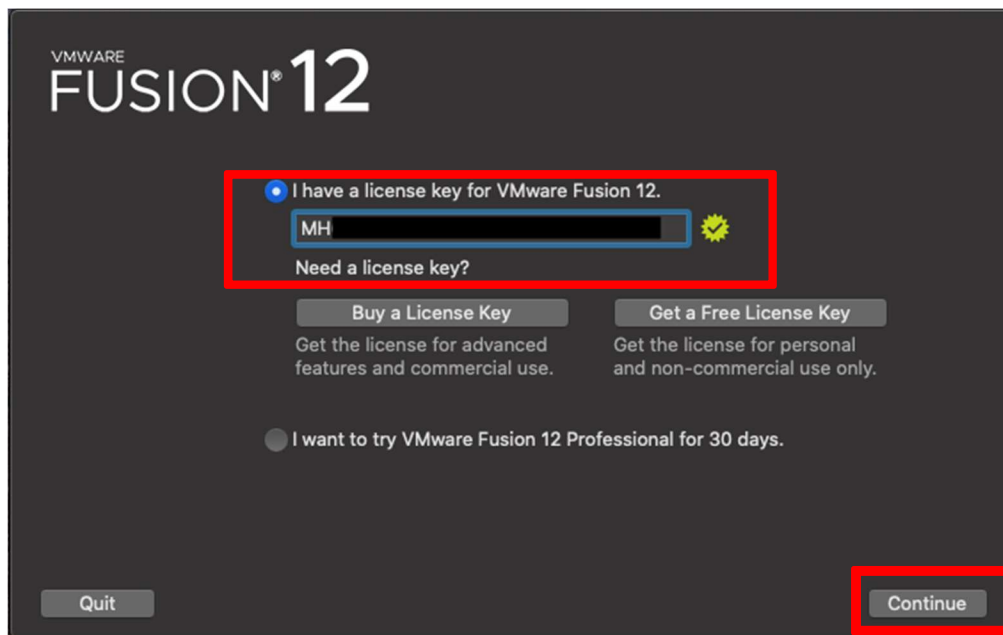 VMWARE
FUSION® 12
I have a license key for VMware Fusion 12.
MH
Need a license key?
Buy a License Key
Get a Free License Key
Get the license for advanced
features and commercial use.
Get the license for personal
and non-commercial use only.
I want to try VMware Fusion 12 Professional for 30 days.
Quit
Continue